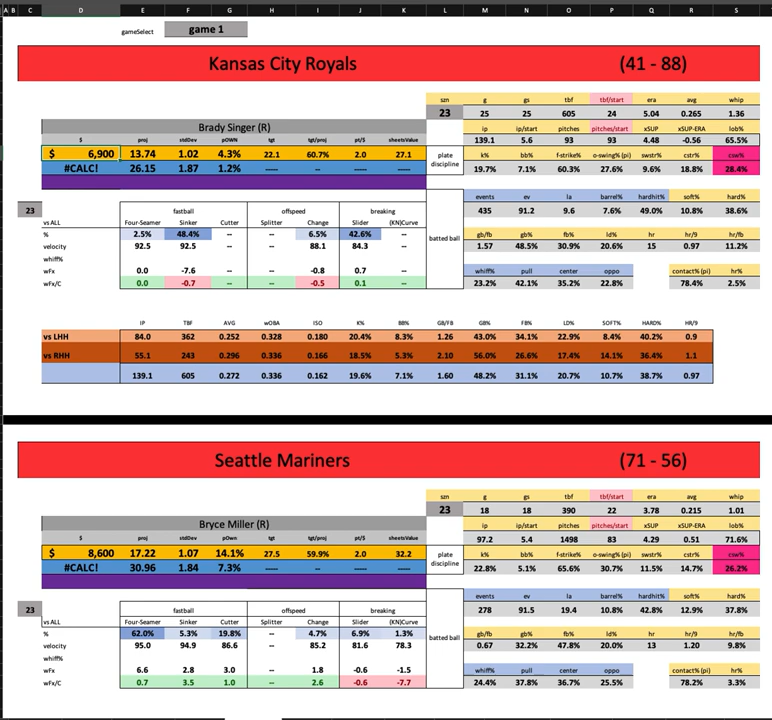 A B C D E F G H I J K L M N O P Q R S
gameSelect game 1
Kansas City Royals (41 - 88)
szn g gs tbf tbf/start era avg whip
23 25 25 605 24 5.04 0.265 1.36
Brady Singer (R) ip ip/start pitches pitches/start xSUP xSUP-ERA lob%
$ proj stdDev pOWN tgt tgt/proj pt/$ sheetsValue 139.1 5.6 93 93 4.48 -0.56 65.5%
$ 6,900 13.74 1.02 4.3% 22.1 60.7% 2.0 27.1 plate discipline k% bb% f-strike% o-swing% (pi) swstr% cstr% csw%
#CALC! 26.15 1.87 1.2% ---- -- ---- ---- 19.7% 7.1% 60.3% 27.6% 9.6% 18.8% 28.4%
events ev la barrel% hardhit% soft% hard%
23 fastball offspeed breaking 435 91.2 9.6 7.6% 49.0% 10.8% 38.6%
vs ALL Four-Seamer Sinker Cutter Splitter Change Slider (KN)Curve
% 2.5% 48.4% -- -- 6.5% 42.6% -- batted ball gb/fb gb% fb% ld% hr hr/9 hr/fb
velocity 92.5 92.5 -- -- 88.1 84.3 -- 1.57 48.5% 30.9% 20.6% 15 0.97 11.2%
whiff%
wFx 0.0 -7.6 -- -- -0.8 0.7 -- whiff% pull center oppo contact% (pi) hr%
wFx/C 0.0 -0.7 -- -- -0.5 0.1 -- 23.2% 42.1% 35.2% 22.8% 78.4% 2.5%
IP TBF AVG wOBA ISO K% BB% GB/FB GB% FB% LD% SOFT% HARD% HR/9
vs LHH 84.0 362 0.252 0.328 0.180 20.4% 8.3% 1.26 43.0% 34.1% 22.9% 8.4% 40.2% 0.9
vs RHH 55.1 243 0.296 0.336 0.166 18.5% 5.3% 2.10 56.0% 26.6% 17.4% 14.1% 36.4% 1.1
139.1 605 0.272 0.336 0.162 19.6% 7.1% 1.60 48.2% 31.1% 20.7% 10.7% 38.7% 0.97
Seattle Mariners (71 - 56)
szn g gs tbf tbf/start era avg whip
23 18 18 390 22 3.78 0.215 1.01
Bryce Miller (R) ip ip/start pitches pitches/start xSUP xSUP-ERA lob%
$ proj stdDev pOwn tgt tgt/proj pt/$ sheetsValue 97.2 5.4 1498 83 4.29 0.51 71.6%
$ 8,600 17.22 1.07 14.1% 27.5 59.9% 2.0 32.2 plate discipline k% bb% f-strike% o-swing% (pi) swstr% cstr% csw%
#CALC! 30.96 1.84 7.3% ---- -- ---- ---- 22.8% 5.1% 65.6% 30.7% 11.5% 14.7% 26.2%
events ev la barrel% hardhit% soft% hard%
23 fastball offspeed breaking 278 91.5 19.4 10.8% 42.8% 12.9% 37.8%
vs ALL Four-Seamer Sinker Cutter Splitter Change Slider (KN)Curve
% 62.0% 5.3% 19.8% -- 4.7% 6.9% 1.3% batted ball gb/fb gb% fb% ld% hr hr/9 hr/fb
velocity 95.0 94.9 86.6 -- 85.2 81.6 78.3 0.67 32.2% 47.8% 20.0% 13 1.20 9.8%
whiff%
wFx 6.6 2.8 3.0 -- 1.8 -0.6 -1.5 whiff% pull center oppo contact% (pi) hr%
wFx/C 0.7 3.5 1.0 -- 2.6 -0.6 -7.7 24.4% 37.8% 36.7% 25.5% 78.2% 3.3%